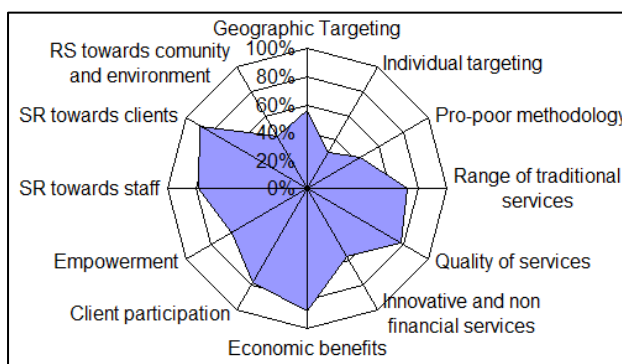 Geographic Targeting
RS towards comunity
and environment
Individual targeting
SR towards clients
Pro-poor methodology
SR towards staff
Range of traditional
services
Empowerment
Quality of services
Client participation
Innovative and non
financial services
Economic benefits
100%
80%
60%
40%
20%
0%